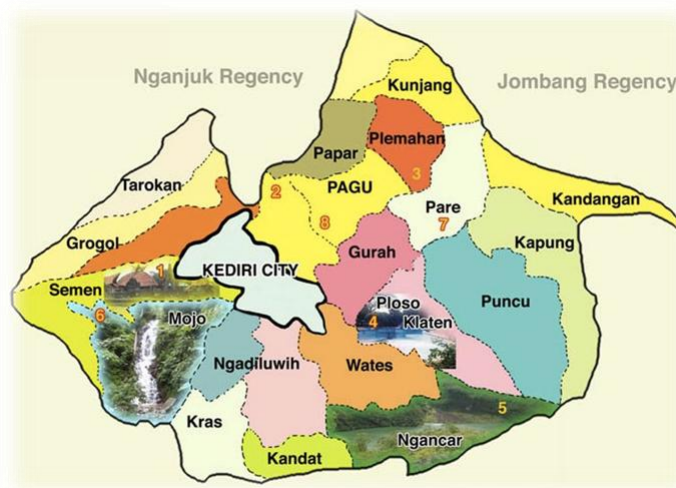 Nganjuk Regency
Jombang Regency
Kunjang
Plemahan
Papar
3
Tarokan
2
PAGU
Kandangan
Pare
8
7
Grogol
Gurah
Kapung
KEDIRI CITY
1
Semen
Puncu
Ploso
Klaten
6
Mojo
4
Ngadiluwih
Wates
5
Kras
Ngancar
Kandat